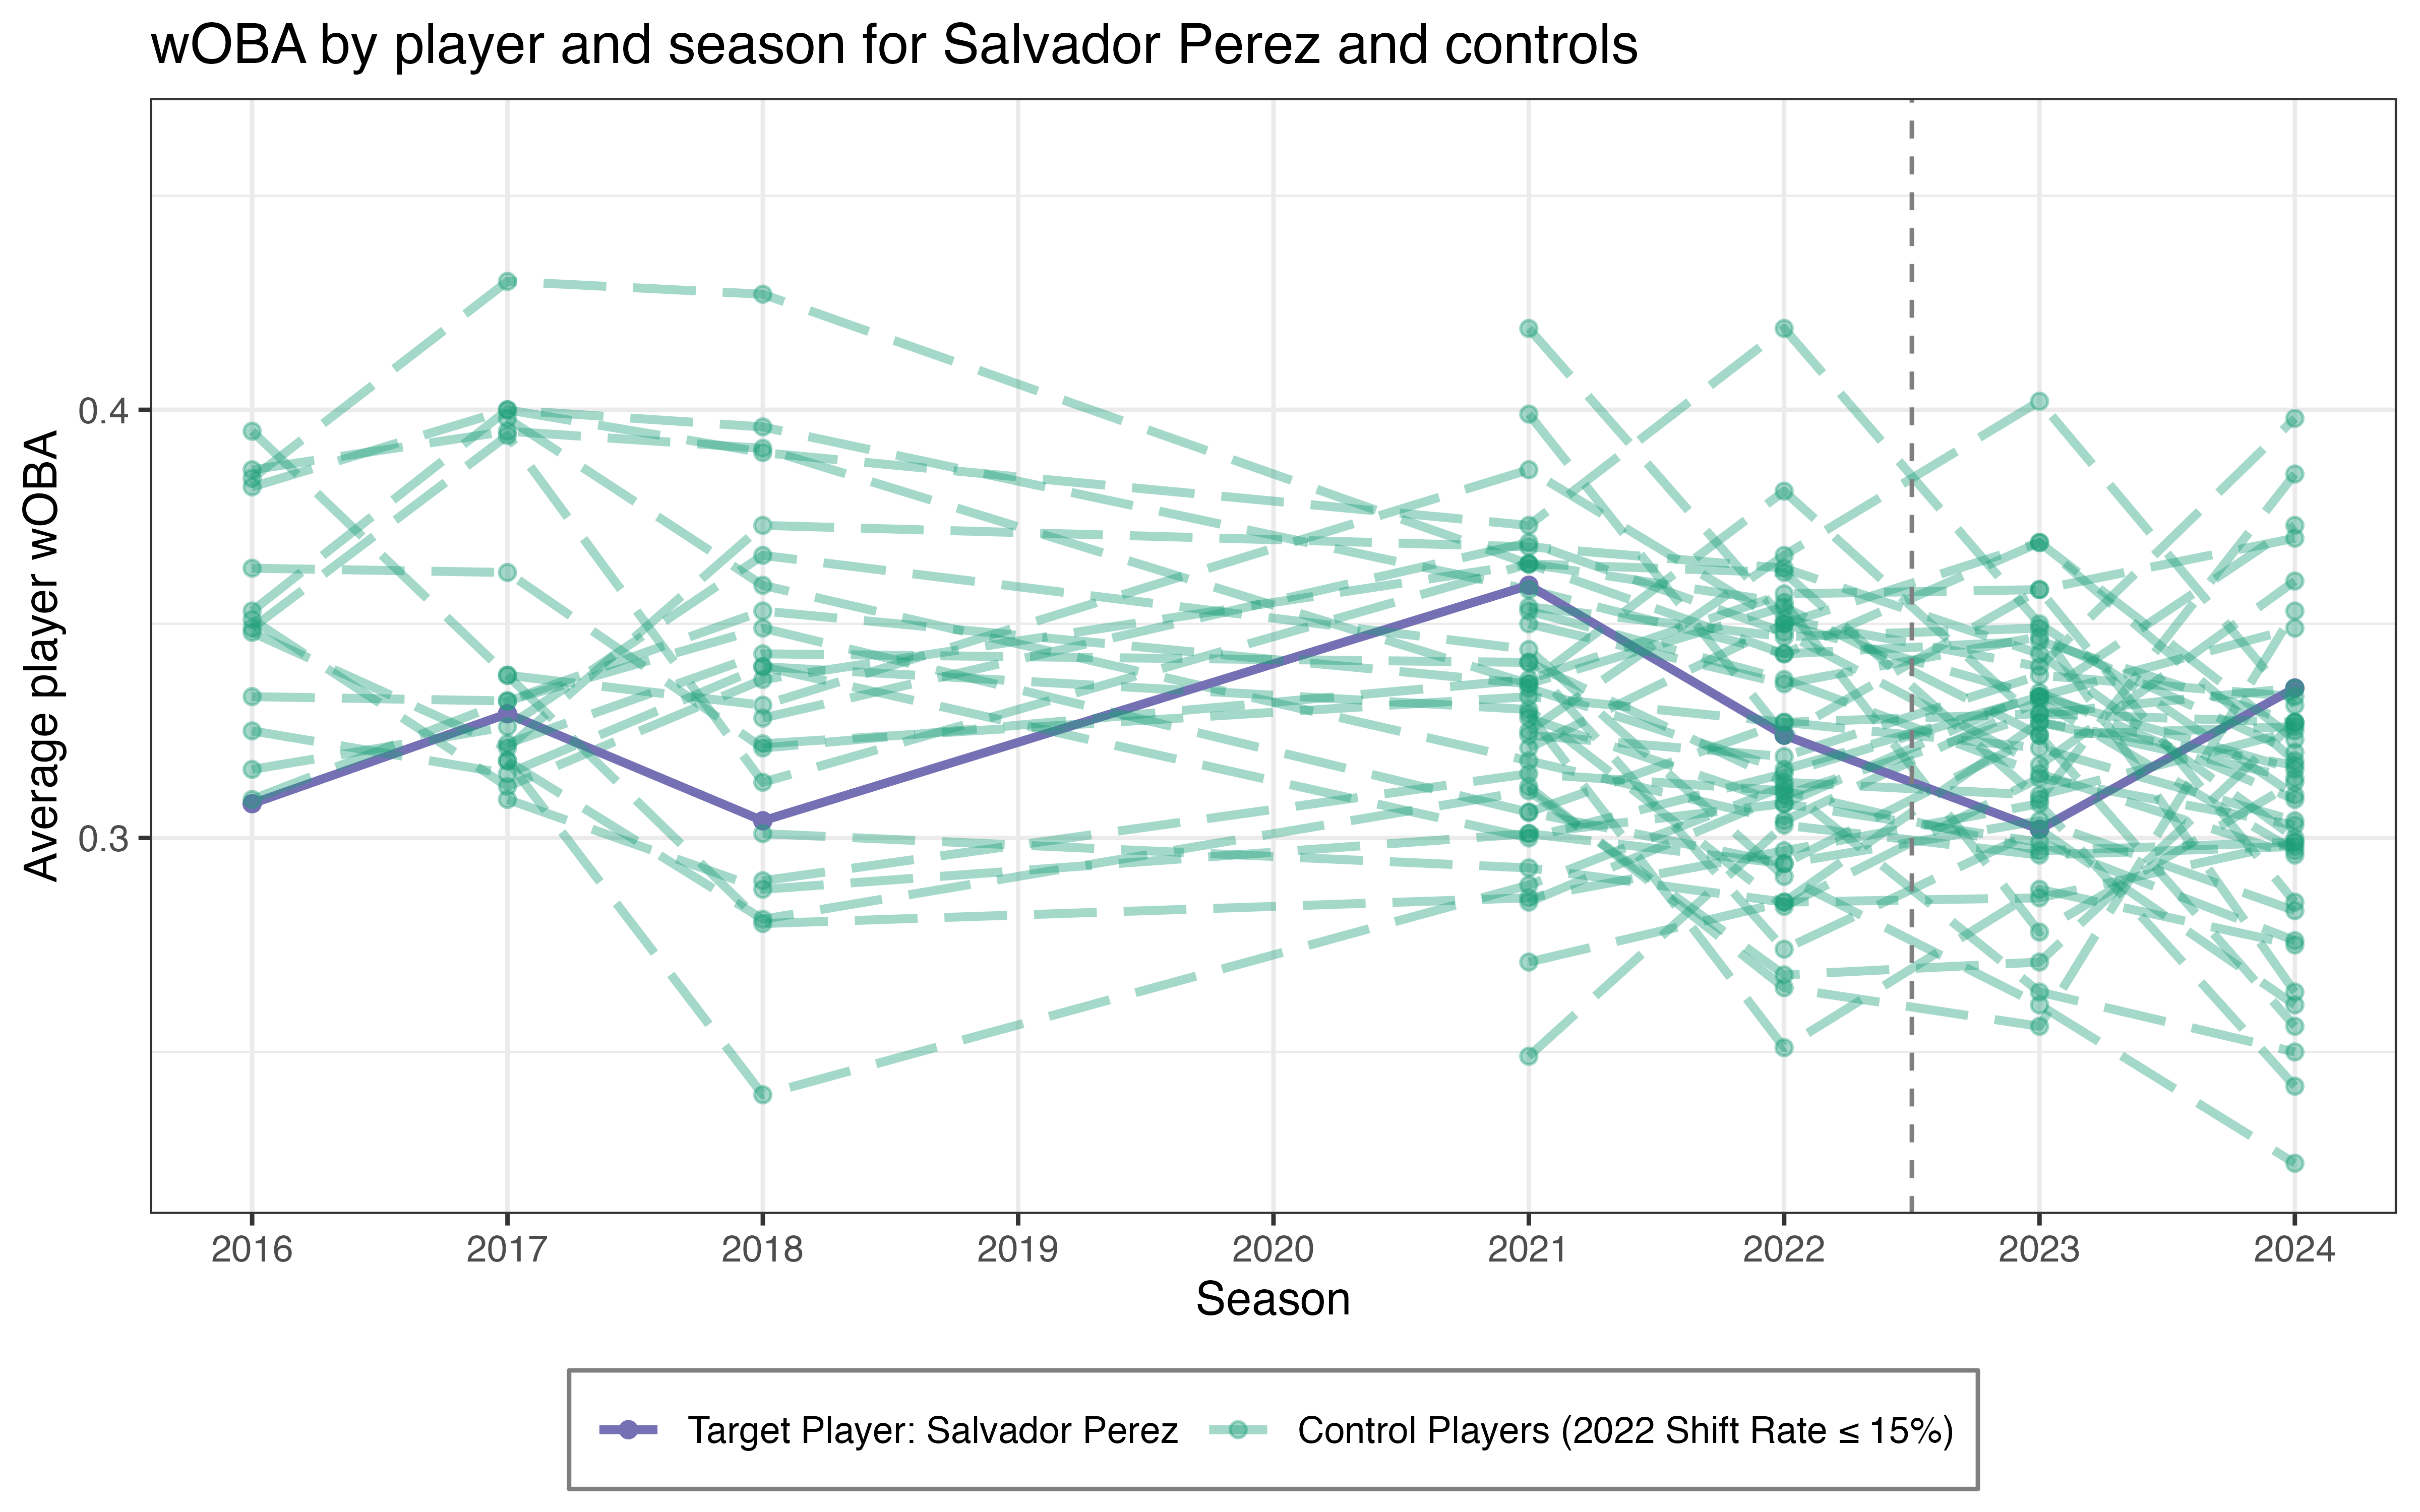 wOBA by player and season for Salvador Perez and controls
Average player wOBA
0.4
0.3
2016 2017 2018 2019 2020 2021 2022 2023 2024
Season
Target Player: Salvador Perez Control Players (2022 Shift Rate ≤ 15%)